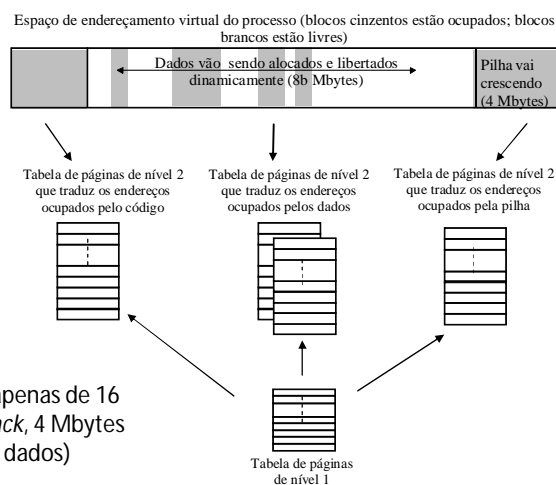 Espaço de endereçamento virtual do processo (blocos cinzentos estão ocupados; blocos
brancos estão livres)
Dados vão sendo alocados e libertados
dinamicamente (8b Mbytes)
Pilha vai
crescendo
(4 Mbytes)
Tabela de páginas de nível 2
que traduz os endereços
ocupados pelo código
Tabela de páginas de nível 2
que traduz os endereços
ocupados pelos dados
Tabela de páginas de nível 2
que traduz os endereços
ocupados pela pilha
apenas de 16
ck, 4 Mbytes
dados)
Tabela de páginas
de nível 1